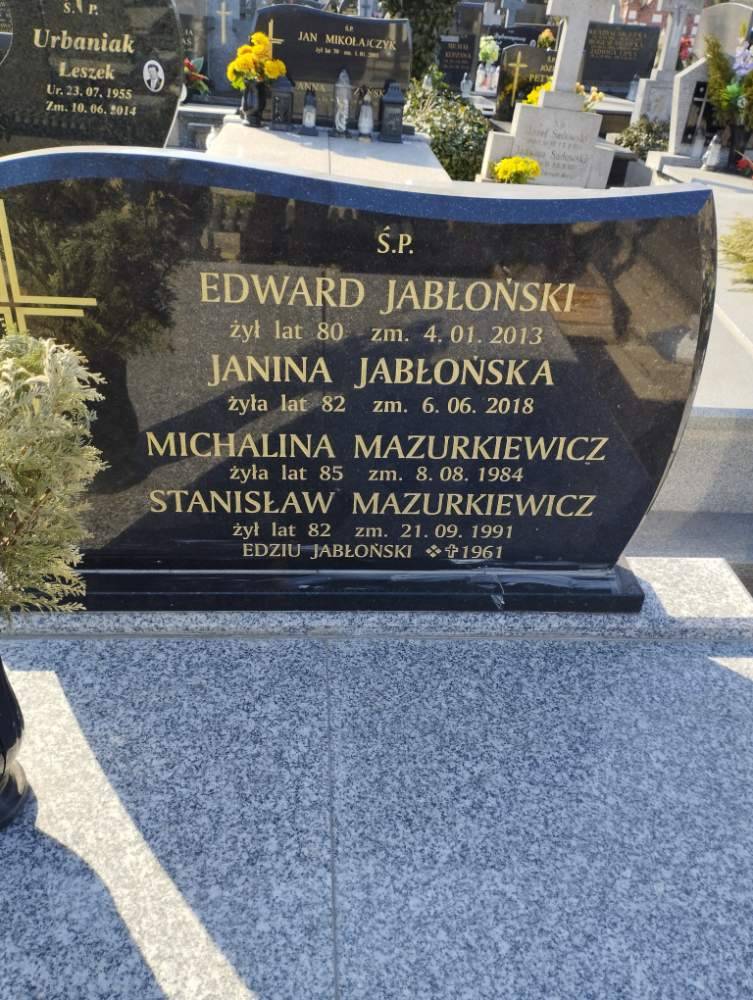 Ś. P.
Urbaniak
Leszek
Ur. 23. 07. 1955
Zm. 10. 06. 2014
Ś.P.
JAN MIKOŁAJCZYK
Ś.P.
EDWARD JABŁOŃSKI
żył lat 80 zm. 4. 01. 2013
JANINA JABŁOŃSKA
żyła lat 82 zm. 6. 06. 2018
MICHALINA MAZURKIEWICZ
żyła lat 85 zm. 8. 08. 1984
STANISŁAW MAZURKIEWICZ
żył lat 82 zm. 21. 09. 1991
EDZIU JABŁOŃSKI ❖ ✝ 1961